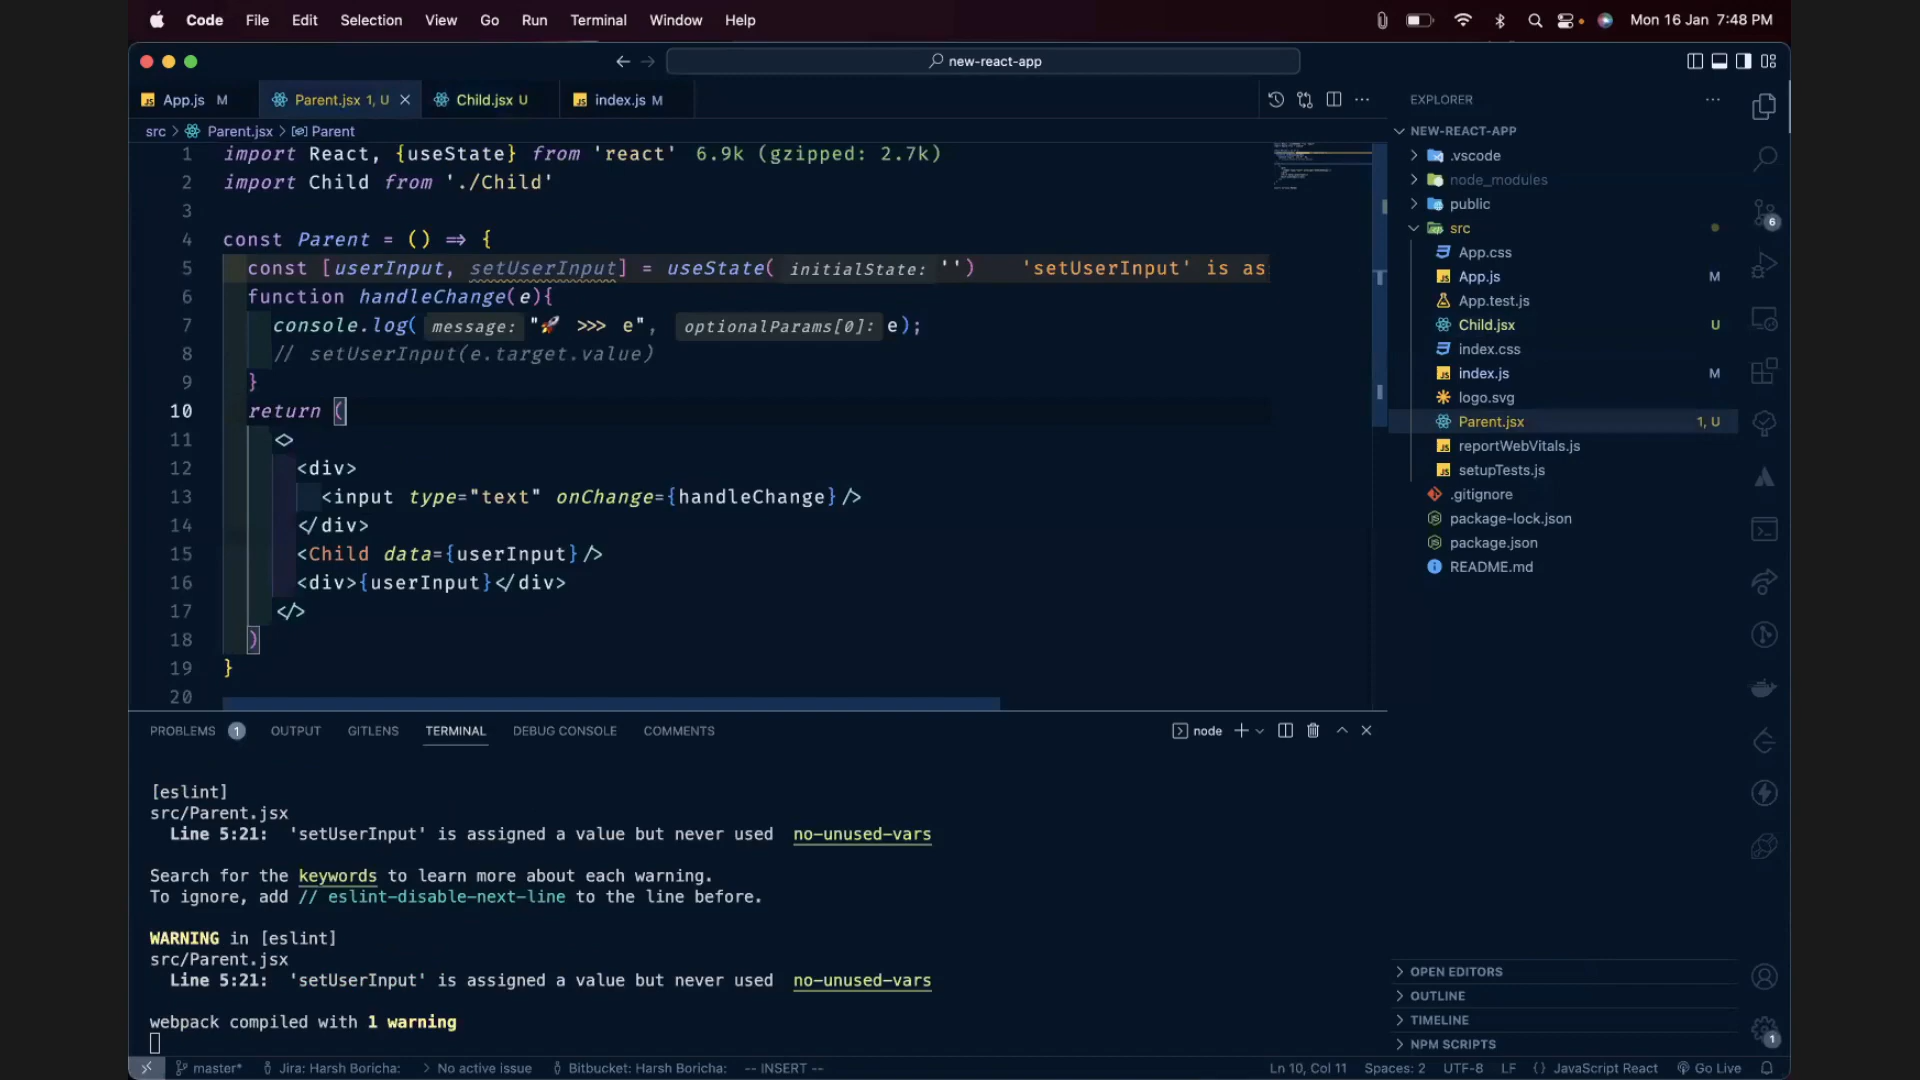 Code File Edit Selection View Go Run Terminal Window Help Mon 16 Jan 7:48 PM
new-react-app
App.js M Parent.jsx 1, U Child.jsx U index.js M
src > Parent.jsx > Parent
1 import React, {useState} from 'react' 6.9k (gzipped: 2.7k)
2 import Child from './Child'
3
4 const Parent = () => {
5 const [userInput, setUserInput] = useState( initialState: '') 'setUserInput' is as
6 function handleChange(e){
7 console.log( message: "🚀 >>> e", optionalParams[0]: e);
8 // setUserInput(e.target.value)
9 }
10 return (
11 <>
12 <div>
13 <input type="text" onChange={handleChange}/>
14 </div>
15 <Child data={userInput}/>
16 <div>{userInput}</div>
17 </>
18 )
19 }
20
PROBLEMS 1 OUTPUT GITLENS TERMINAL DEBUG CONSOLE COMMENTS node
[eslint]
src/Parent.jsx
Line 5:21: 'setUserInput' is assigned a value but never used no-unused-vars
Search for the keywords to learn more about each warning.
To ignore, add // eslint-disable-next-line to the line before.
WARNING in [eslint]
src/Parent.jsx
Line 5:21: 'setUserInput' is assigned a value but never used no-unused-vars
webpack compiled with 1 warning
EXPLORER
NEW-REACT-APP
.vscode
node_modules
public
src
App.css
App.js M
App.test.js
Child.jsx U
index.css
index.js M
logo.svg
Parent.jsx 1, U
reportWebVitals.js
setupTests.js
.gitignore
package-lock.json
package.json
README.md
OPEN EDITORS
OUTLINE
TIMELINE
NPM SCRIPTS
6
1
master* Jira: Harsh Boricha: No active issue Bitbucket: Harsh Boricha: -- INSERT -- Ln 10, Col 11 Spaces: 2 UTF-8 LF {} JavaScript React Go Live